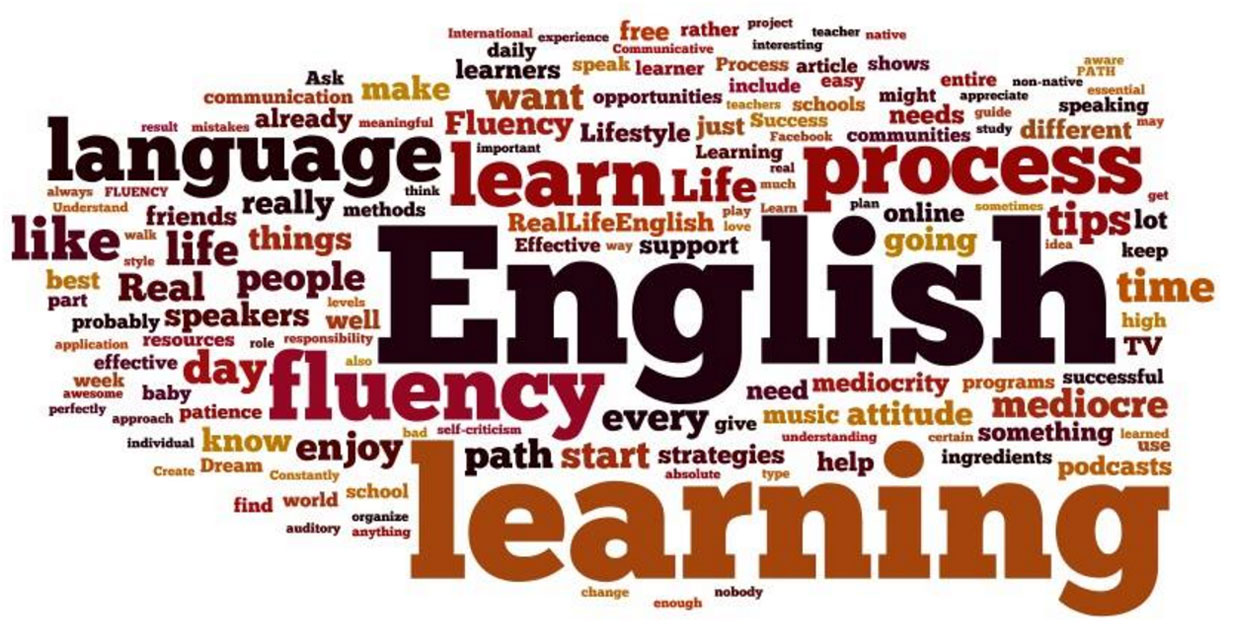 International experience free rather project teacher native
daily Communicative interesting
learners speak learner Process article shows aware
Ask PATH
communication make want opportunities include easy might entire non-native appreciate essential
teachers schools speaking
result mistakes already meaningful Fluency Lifestyle just Success needs guide different may
Facebook communities study
language important Learning process
learn Life real
always FLUENCY think much get
Understand friends really methods RealLifeEnglish play love Learn plan online sometimes tips lot
like walk life things Effective way support going idea keep
style
best Real people English time
part levels
probably speakers well high
application resources role responsibility TV
effective day also
week fluency need mediocrity programs successful
awesome baby mediocre
perfectly approach patience every give music attitude
individual know enjoy bad self-criticism understanding certain something learned
use
Create Dream Constantly path start strategies help ingredients podcasts
absolute type
find world school learning
auditory organize
anything
change
enough nobody